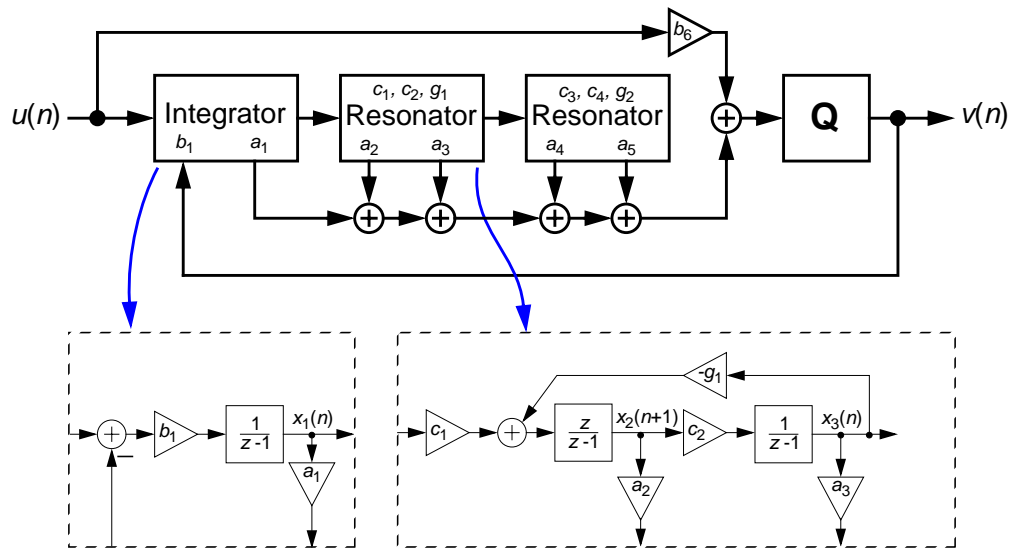 b6
u(n)
Integrator
b1 a1
c1, c2, g1
Resonator
a2 a3
c3, c4, g2
Resonator
a4 a5
+
Q
v(n)
+ + + +
-g1
+
–
b1
1
z-1
x1(n)
a1
c1
+
z
z-1
x2(n+1)
c2
1
z-1
x3(n)
a2
a3